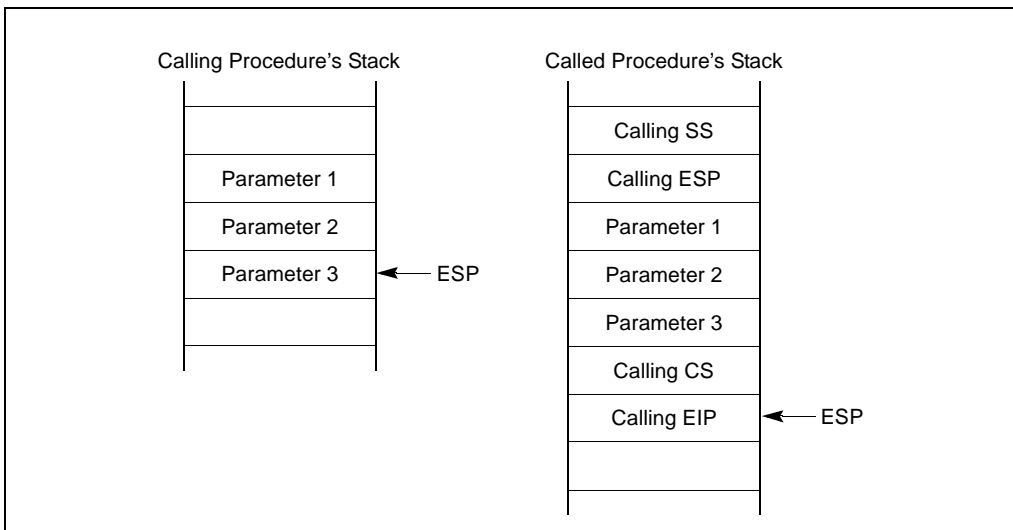 Calling Procedure's Stack
Parameter 1
Parameter 2
Parameter 3
ESP
Called Procedure's Stack
Calling SS
Calling ESP
Parameter 1
Parameter 2
Parameter 3
Calling CS
Calling EIP
ESP